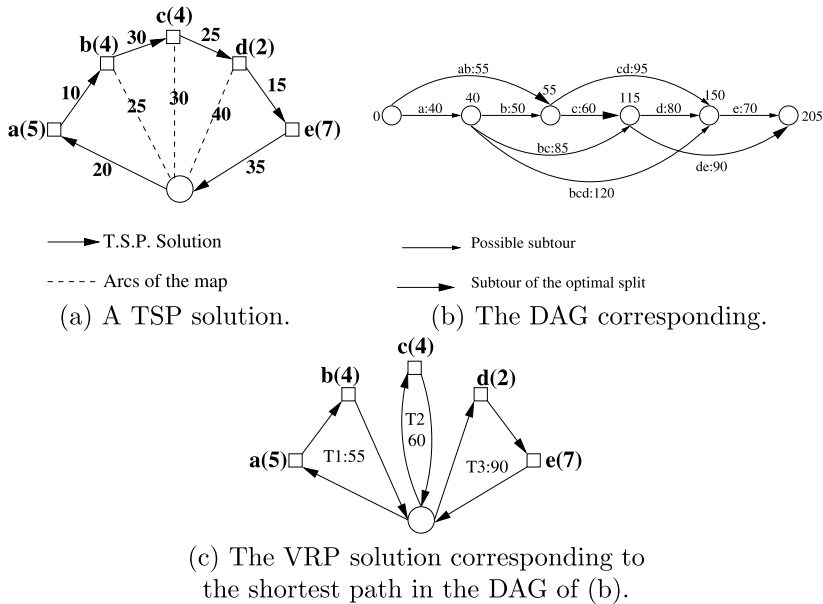 c(4)
30
25
b(4)
d(2)
10
25
30
40
15
a(5)
e(7)
20
35
T.S.P. Solution
Arcs of the map
(a) A TSP solution.
ab:55
cd:95
0
a:40
40
b:50
55
c:60
115
d:80
150
e:70
205
bc:85
bcd:120
de:90
Possible subtour
Subtour of the optimal split
(b) The DAG corresponding.
c(4)
b(4)
d(2)
T2
60
a(5)
T1:55
T3:90
e(7)
(c) The VRP solution corresponding to
the shortest path in the DAG of (b).